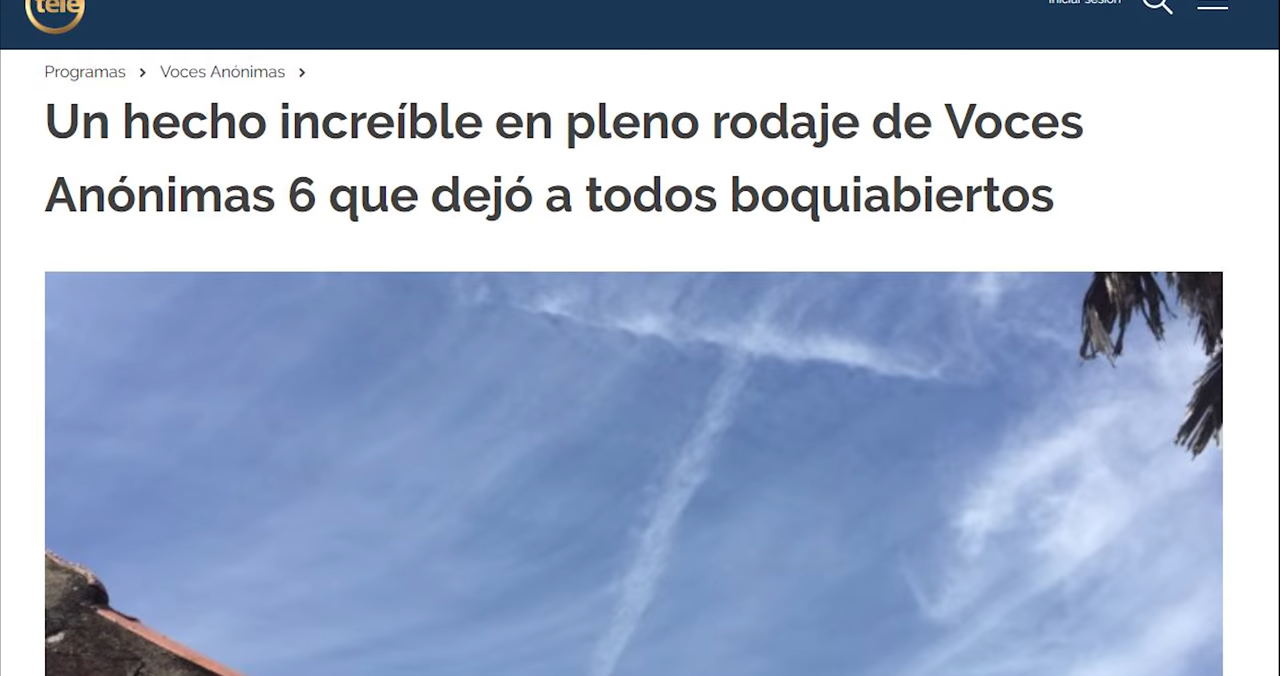 tele
Iniciar sesión
Programas > Voces Anónimas >
Un hecho increíble en pleno rodaje de Voces
Anónimas 6 que dejó a todos boquiabiertos